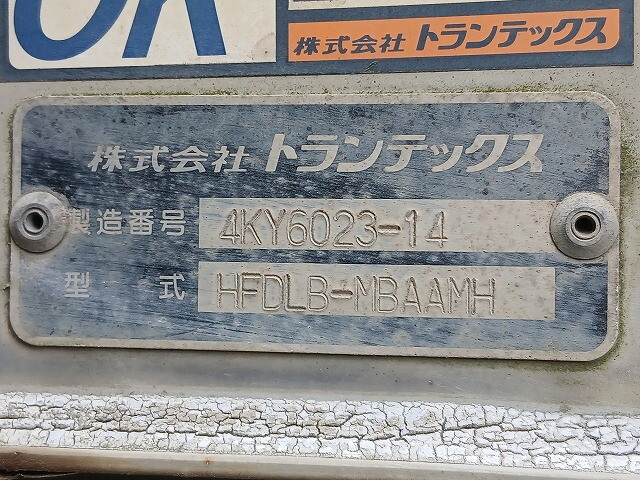 OK
株式会社 トランテックス
株式会社 トランテックス
製造番号 4KY6023-14
型式 HFDLB-MBAAMH